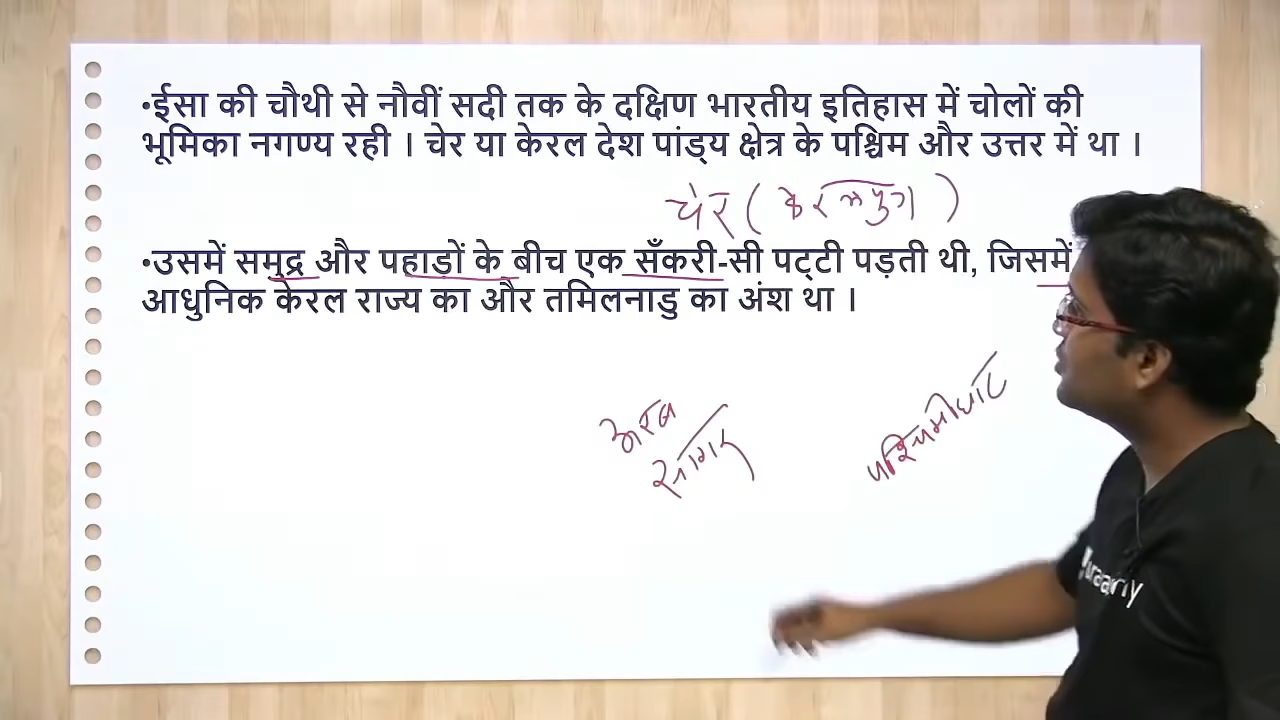 •ईसा की चौथी से नौवीं सदी तक के दक्षिण भारतीय इतिहास में चोलों की
भूमिका नगण्य रही । चेर या केरल देश पांड्य क्षेत्र के पश्चिम और उत्तर में था ।
चेर (
•उसमें समुद्र और पहाड़ों के बीच एक सँकरी-सी पट्टी पड़ती थी, जिसमें
आधुनिक केरल राज्य का और तमिलनाडु का अंश था ।
अरब
सागर
पश्चिमी घाट